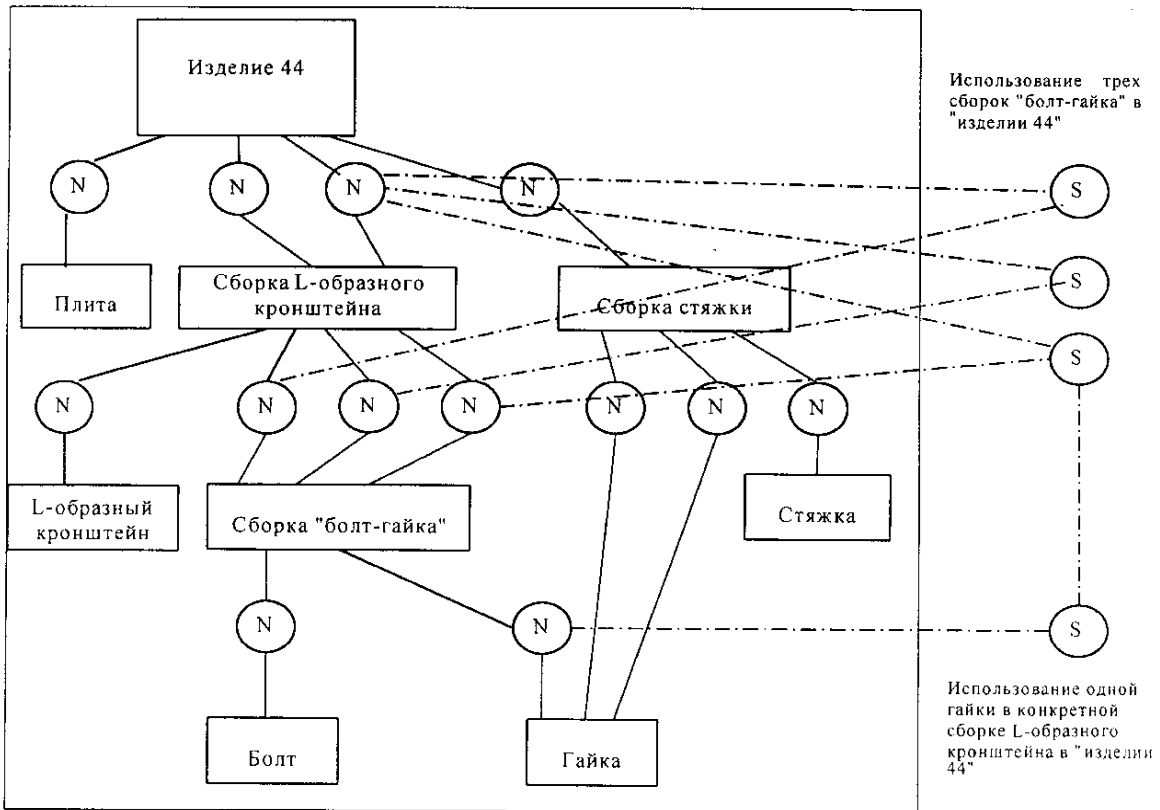 Изделие 44
Использование трех
сборок "болт-гайка" в
"изделии 44"
N
N
N
N
S
Плита
Сборка L-образного
кронштейна
Сборка стяжки
S
S
N
N
N
N
N
N
N
L-образный
кронштейн
Сборка "болт-гайка"
Стяжка
N
N
S
Болт
Гайка
Использование одной
гайки в конкретной
сборке L-образного
кронштейна в "изделии
44"